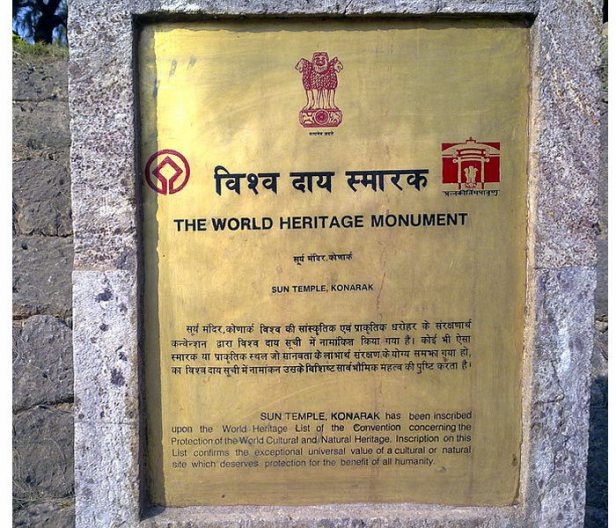 सत्यमेव जयते
विश्व दाय स्मारक
THE WORLD HERITAGE MONUMENT
सूर्य मंदिर, कोणार्क
SUN TEMPLE, KONARAK
सूर्य मंदिर, कोणार्क विश्व की सांस्कृतिक एवं प्राकृतिक धरोहर के संरक्षणार्थ
कन्वेन्शन द्वारा विश्व दाय सूची में नामांकित किया गया है। कोई भी ऐसा
स्मारक या प्राकृतिक स्थल जो मानवता के लाभार्थ संरक्षण के योग्य समझा गया हो,
का विश्व दाय सूची में नामांकन उसके विशिष्ट सार्वभौमिक महत्व की पुष्टि करता है।
SUN TEMPLE, KONARAK has been inscribed
upon the World Heritage List of the Convention concerning the
Protection of the World Cultural and Natural Heritage. Inscription on this
List confirms the exceptional universal value of a cultural or natural
site which deserves protection for the benefit of all humanity.